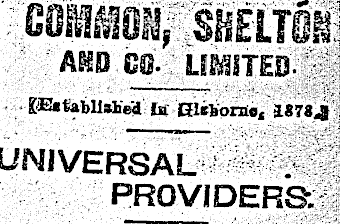 COMMON, SHELTON
AND CO. LIMITED.
[Established in Gisborne, 1878.]
UNIVERSAL
PROVIDERS.